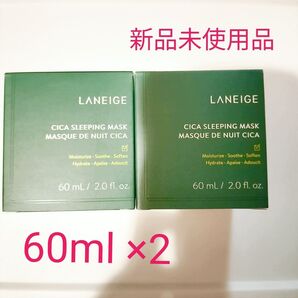 新品未使用品
LANEIGE
CICA SLEEPING MASK
MASQUE DE NUIT CICA
Moisturize · Soothe · Soften
Hydrate · Apaise · Adoucit
60 mL / 2.0 fl. oz.
LANEIGE
CICA SLEEPING MASK
MASQUE DE NUIT CICA
Moisturize · Soothe · Soften
Hydrate · Apaise · Adoucit
60 mL / 2.0 fl. oz.
60ml ×2